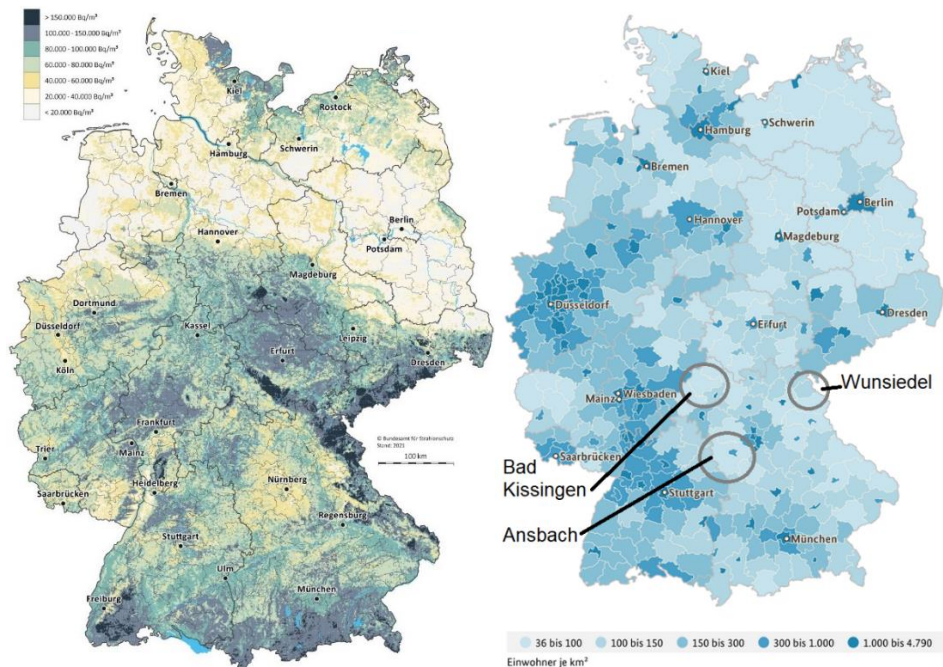 > 150.000 Bq/m³
100.000 - 150.000 Bq/m³
80.000 - 100.000 Bq/m³
60.000 - 80.000 Bq/m³
40.000 - 60.000 Bq/m³
20.000 - 40.000 Bq/m³
< 20.000 Bq/m³
Kiel
Rostock
Schwerin
Hamburg
Bremen
Berlin
Hannover
Potsdam
Magdeburg
Dortmund
Düsseldorf
Kassel
Leipzig
Köln
Erfurt
Dresden
Frankfurt
© Bundesamt für Strahlenschutz
Stand: 2021
100 km
Trier
Mainz
Heidelberg
Nürnberg
Saarbrücken
Regensburg
Stuttgart
Ulm
München
Freiburg
Kiel
Schwerin
Hamburg
Bremen
Berlin
Potsdam
Hannover
Magdeburg
Düsseldorf
Erfurt
Dresden
Wunsiedel
Wiesbaden
Mainz
Saarbrücken
Bad
Kissingen
Stuttgart
Ansbach
München
36 bis 100 100 bis 150 150 bis 300 300 bis 1.000 1.000 bis 4.790
Einwohner je km²